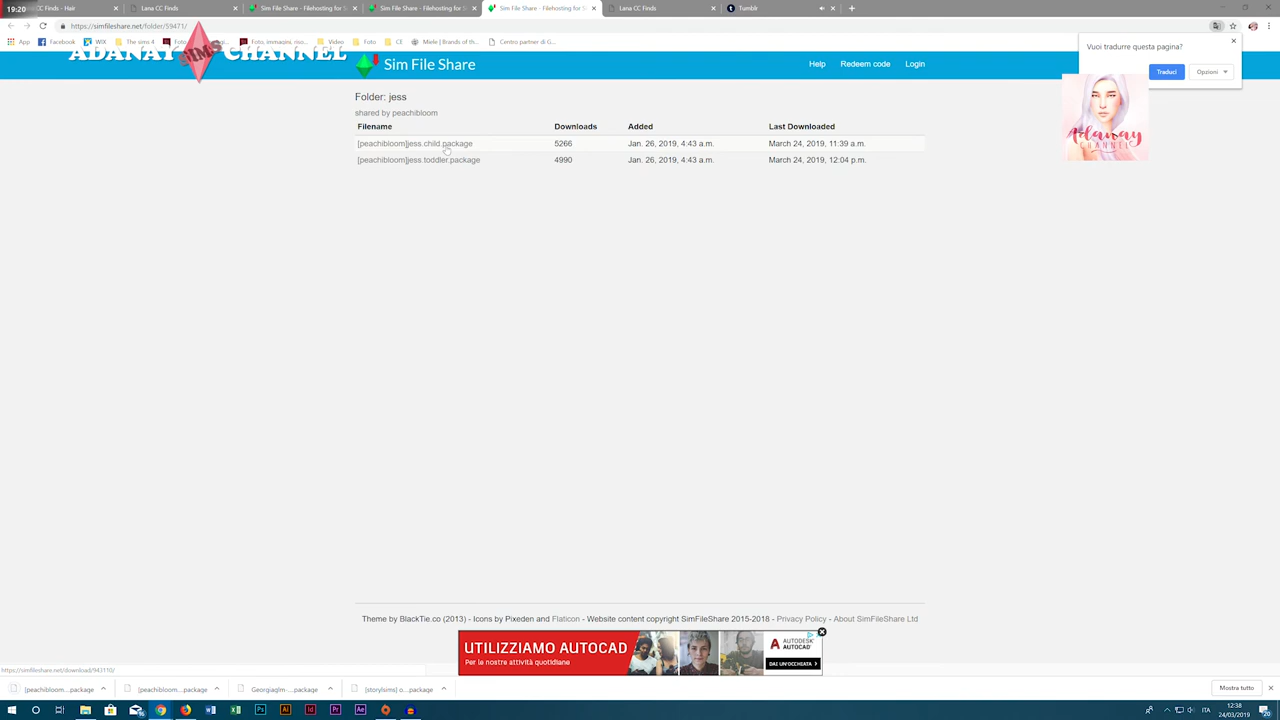 19:20
CC Finds - Hair
Lana CC Finds
Sim File Share - Filehosting for S
Sim File Share - Filehosting for S
Sim File Share - Filehosting for S
Lana CC Finds
Tumblr
https://simfileshare.net/folder/59471/
App
Facebook
WIX
The sims 4
Foto, immagini, resi...
Video
Foto
CE
Miele | Brands of th...
Centro partner di G...
Vuoi tradurre questa pagina?
Traduci
Opzioni
ADANAY SIMS CHANNEL
Sim File Share
Help
Redeem code
Login
Adanay
CHANNEL
Folder: jess
shared by peachibloom
Filename Downloads Added Last Downloaded
[peachibloom]jess.child.package 5266 Jan. 26, 2019, 4:43 a.m. March 24, 2019, 11:39 a.m.
[peachibloom]jess.toddler.package 4990 Jan. 26, 2019, 4:43 a.m. March 24, 2019, 12:04 p.m.
Theme by BlackTie.co (2013) - Icons by Pixeden and Flaticon - Website content copyright SimFileShare 2015-2018 - Privacy Policy - About SimFileShare Ltd
UTILIZZIAMO AUTOCAD
Per le nostre attività quotidiane
AUTODESK
AUTOCAD
DAI UN'OCCHIATA
https://simfileshare.net/download/943110/
[peachibloom....package
[peachibloom....package
Georgiaglm-....package
[storylsims] o....package
Mostra tutto
ITA
12:38
24/03/2019